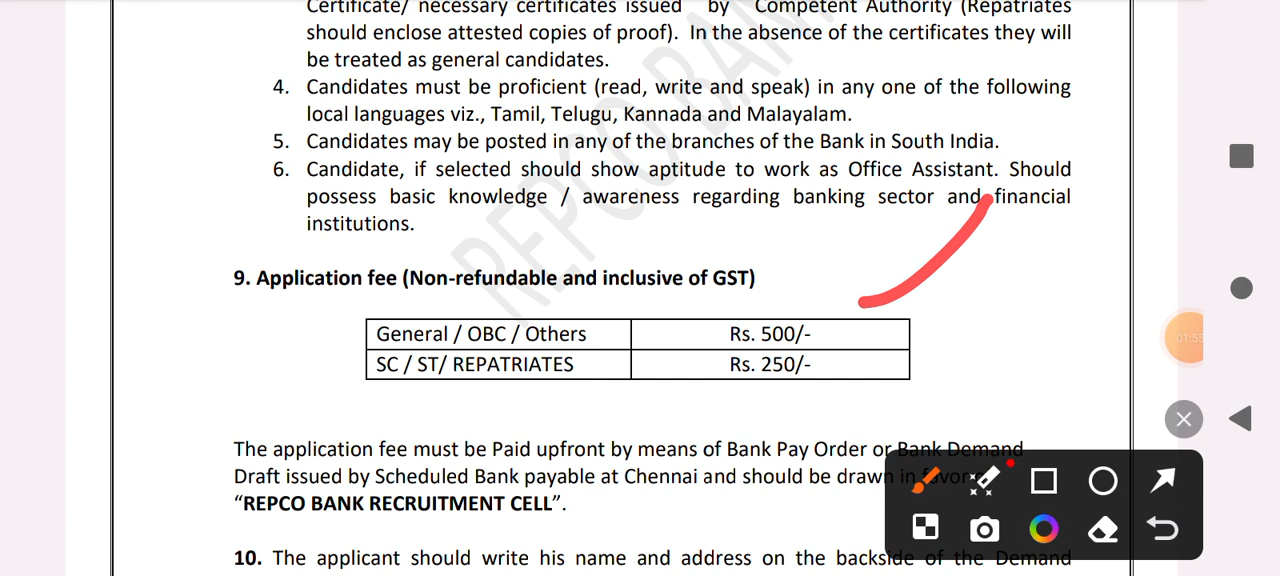 Certificate/ necessary certificates issued by Competent Authority (Repatriates
should enclose attested copies of proof). In the absence of the certificates they will
be treated as general candidates.
4. Candidates must be proficient (read, write and speak) in any one of the following
local languages viz., Tamil, Telugu, Kannada and Malayalam.
5. Candidates may be posted in any of the branches of the Bank in South India.
6. Candidate, if selected should show aptitude to work as Office Assistant. Should
possess basic knowledge / awareness regarding banking sector and financial
institutions.
REPCO BANK
9. Application fee (Non-refundable and inclusive of GST)
General / OBC / Others Rs. 500/-
SC / ST/ REPATRIATES Rs. 250/-
01:55
The application fee must be Paid upfront by means of Bank Pay Order or Bank Demand
Draft issued by Scheduled Bank payable at Chennai and should be drawn in favor
“REPCO BANK RECRUITMENT CELL”.
10. The applicant should write his name and address on the backside of the Demand